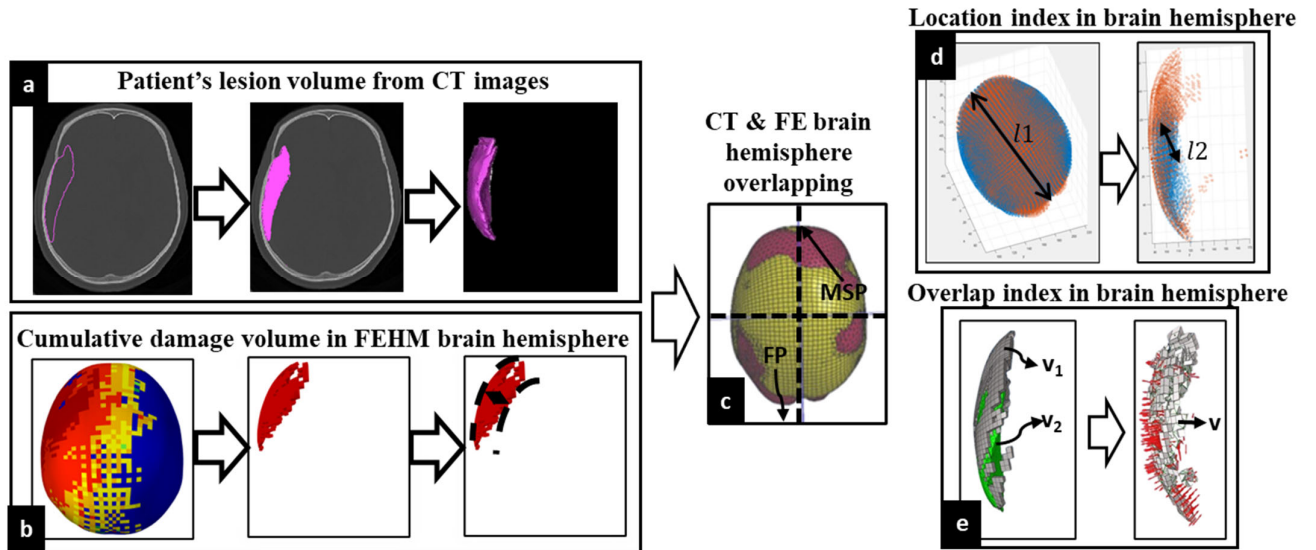 a
Patient's lesion volume from CT images
b
Cumulative damage volume in FEHM brain hemisphere
CT & FE brain
hemisphere
overlapping
MSP
FP
c
Location index in brain hemisphere
d
l1
l2
Overlap index in brain hemisphere
v1
v2
v
e